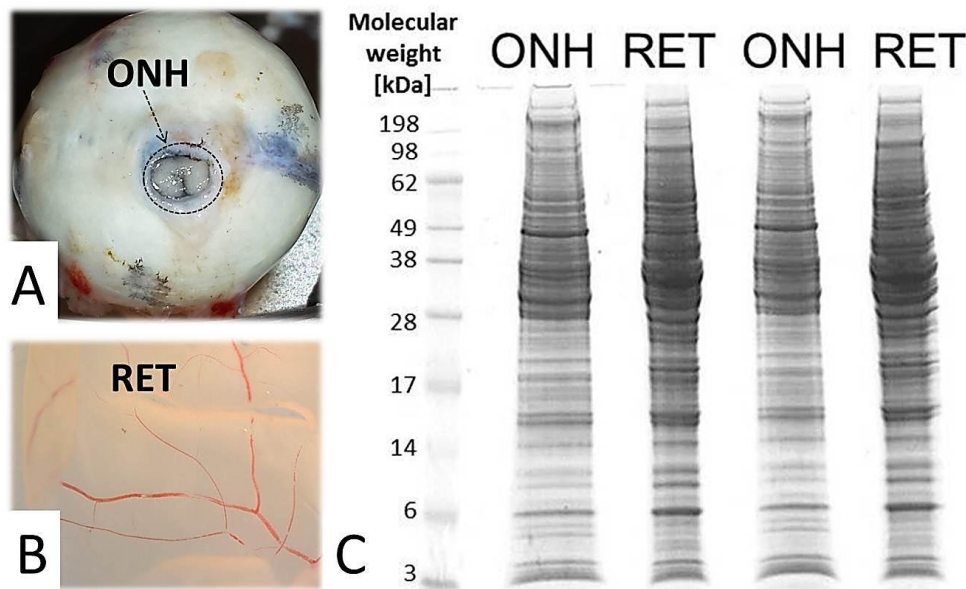 ONH
A
RET
B
Molecular
weight
[kDa]
198
98
62
49
38
28
17
14
6
3
ONH RET ONH RET
C